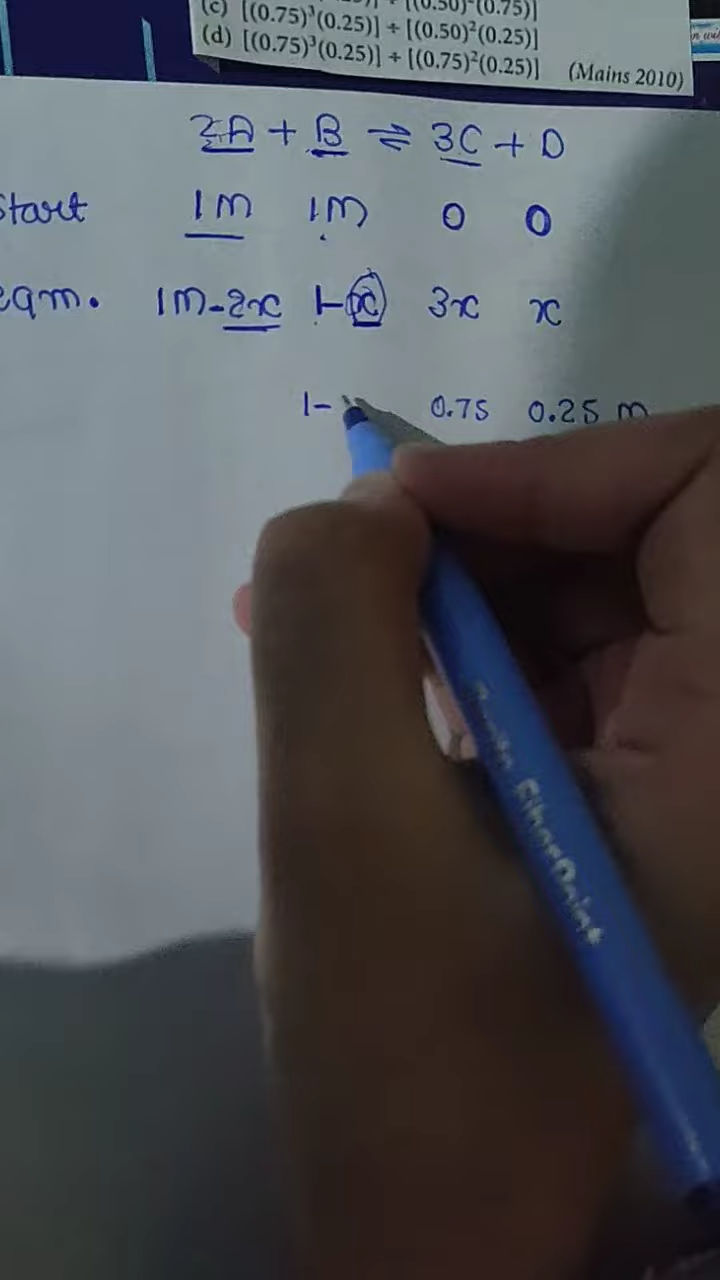 (c) [(0.75)³(0.25)] ÷ [(0.50)²(0.25)]
(d) [(0.75)³(0.25)] ÷ [(0.75)²(0.25)] (Mains 2010)
2A + B ⇌ 3C + D
Start 1M 1M 0 0
eqm. 1M-2x 1-x 3x x
1- 0.75 0.25 m